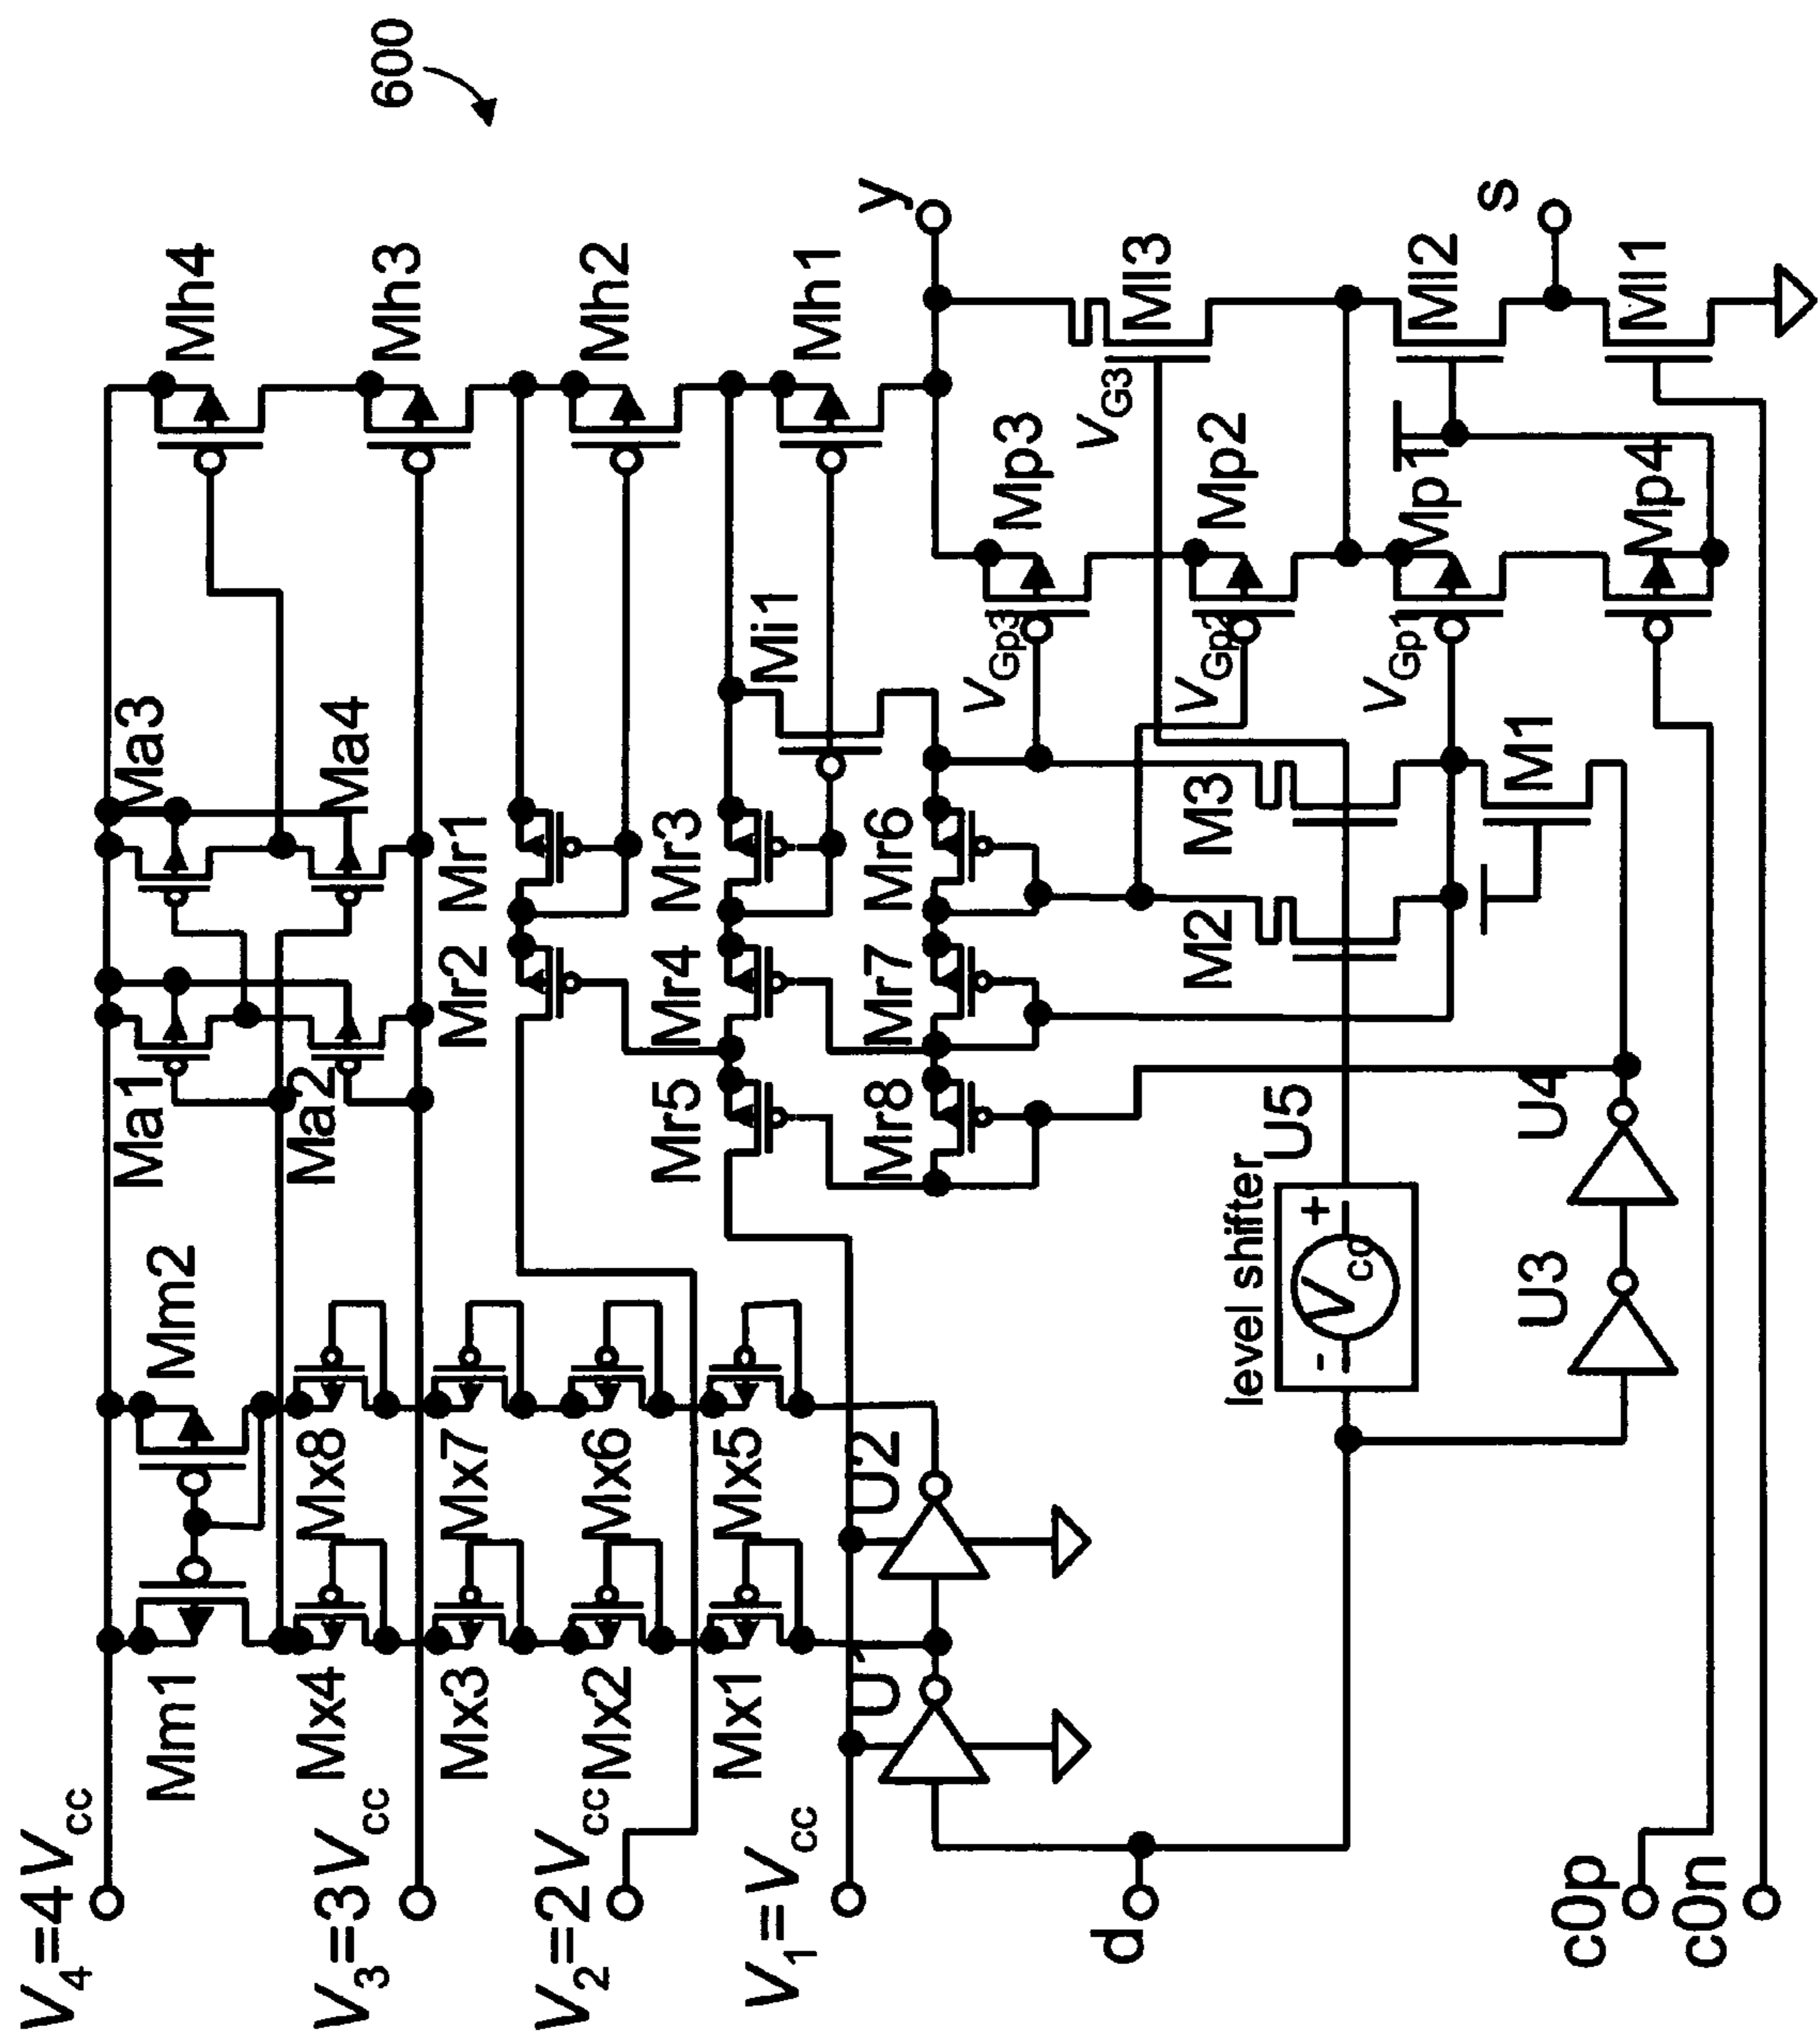 600
V4=4Vcc
V3=3Vcc
V2=2Vcc
V1=Vcc
d
c0p
c0n
Mm1
Mm2
Mx4
Mx8
Mx3
Mx7
Mx2
Mx6
Mx1
Mx5
U1
U2
Ma1
Ma3
Ma2
Ma4
Mr2
Mr1
Mr5
Mr4
Mr3
Mr8
Mr7
Mr6
Mh4
Mh3
Mh2
Mh1
Mi1
y
VGp3
Mp3
VG3
Ml3
VGp2
Mp2
VGp1
Mp1
Ml2
s
Mp4
Ml1
M2
M3
M1
level shifter
U5
- Vcc +
U3
U4